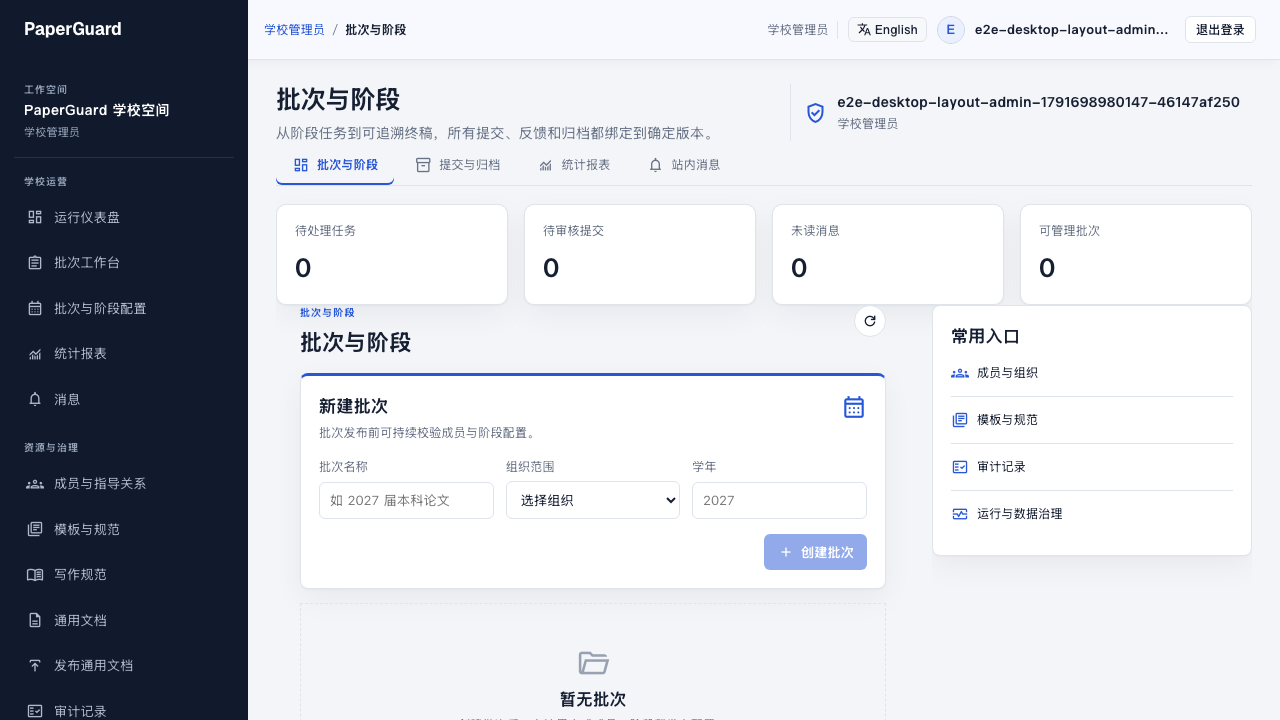 PaperGuard
工作空间
PaperGuard 学校空间
学校管理员
学校运营
运行仪表盘
批次工作台
批次与阶段配置
统计报表
消息
资源与治理
成员与指导关系
模板与规范
写作规范
通用文档
发布通用文档
审计记录
学校管理员 / 批次与阶段
学校管理员
English
E
e2e-desktop-layout-admin...
退出登录
批次与阶段
从阶段任务到可追溯终稿，所有提交、反馈和归档都绑定到确定版本。
e2e-desktop-layout-admin-1791698980147-46147af250
学校管理员
批次与阶段
提交与归档
统计报表
站内消息
待处理任务
0
待审核提交
0
未读消息
0
可管理批次
0
批次与阶段
批次与阶段
新建批次
批次发布前可持续校验成员与阶段配置。
批次名称
组织范围
学年
如 2027 届本科论文
选择组织
2027
创建批次
暂无批次
常用入口
成员与组织
模板与规范
审计记录
运行与数据治理